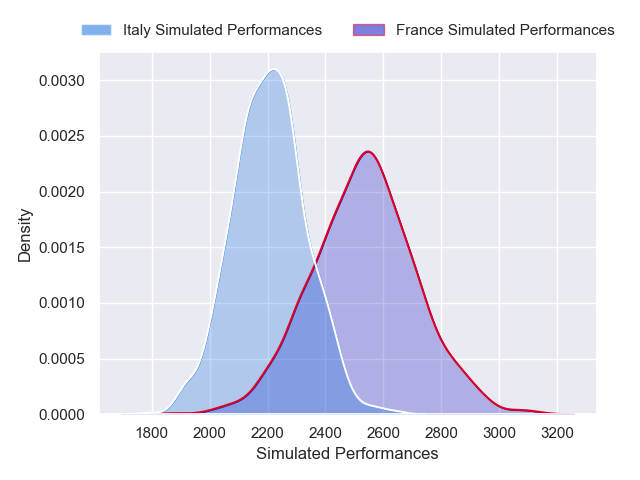 Italy Simulated Performances France Simulated Performances
0.0030
0.0025
0.0020
0.0015
0.0010
0.0005
0.0000
Density
1800 2000 2200 2400 2600 2800 3000 3200
Simulated Performances